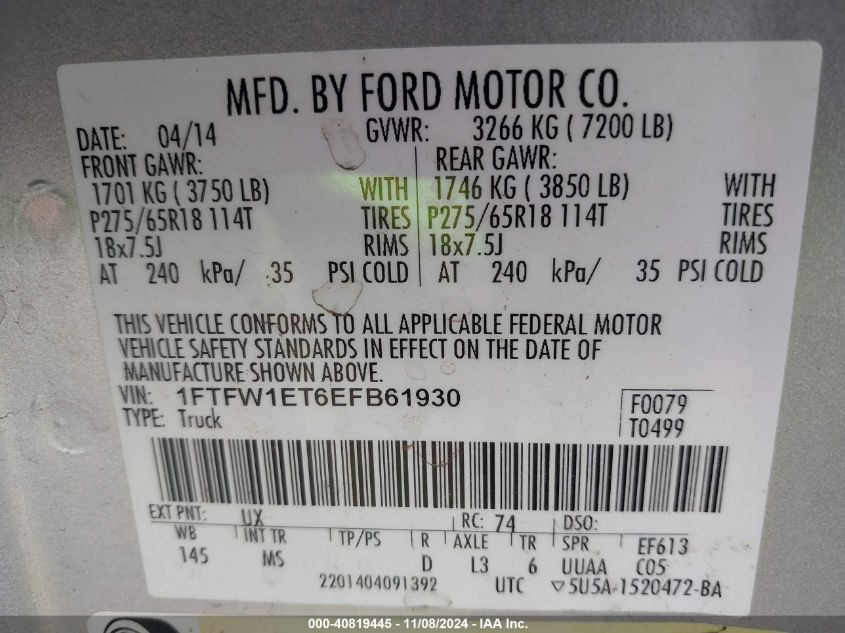 MFD. BY FORD MOTOR CO.
DATE: 04/14 GVWR: 3266 KG ( 7200 LB)
FRONT GAWR: REAR GAWR:
1701 KG ( 3750 LB) WITH 1746 KG ( 3850 LB) WITH
P275/65R18 114T TIRES P275/65R18 114T TIRES
18x7.5J RIMS 18x7.5J RIMS
AT 240 kPa/ 35 PSI COLD AT 240 kPa/ 35 PSI COLD
THIS VEHICLE CONFORMS TO ALL APPLICABLE FEDERAL MOTOR
VEHICLE SAFETY STANDARDS IN EFFECT ON THE DATE OF
MANUFACTURE SHOWN ABOVE.
VIN: 1FTFW1ET6EFB61930 F0079
TYPE: Truck T0499
EXT PNT: UX RC: 74 DSO:
WB INT TR TP/PS R AXLE TR SPR EF613
145 MS D L3 6 UUAA C05
2201404091392 UTC ▽5U5A-1520472-BA
000-40819445 - 11/08/2024 - IAA Inc.